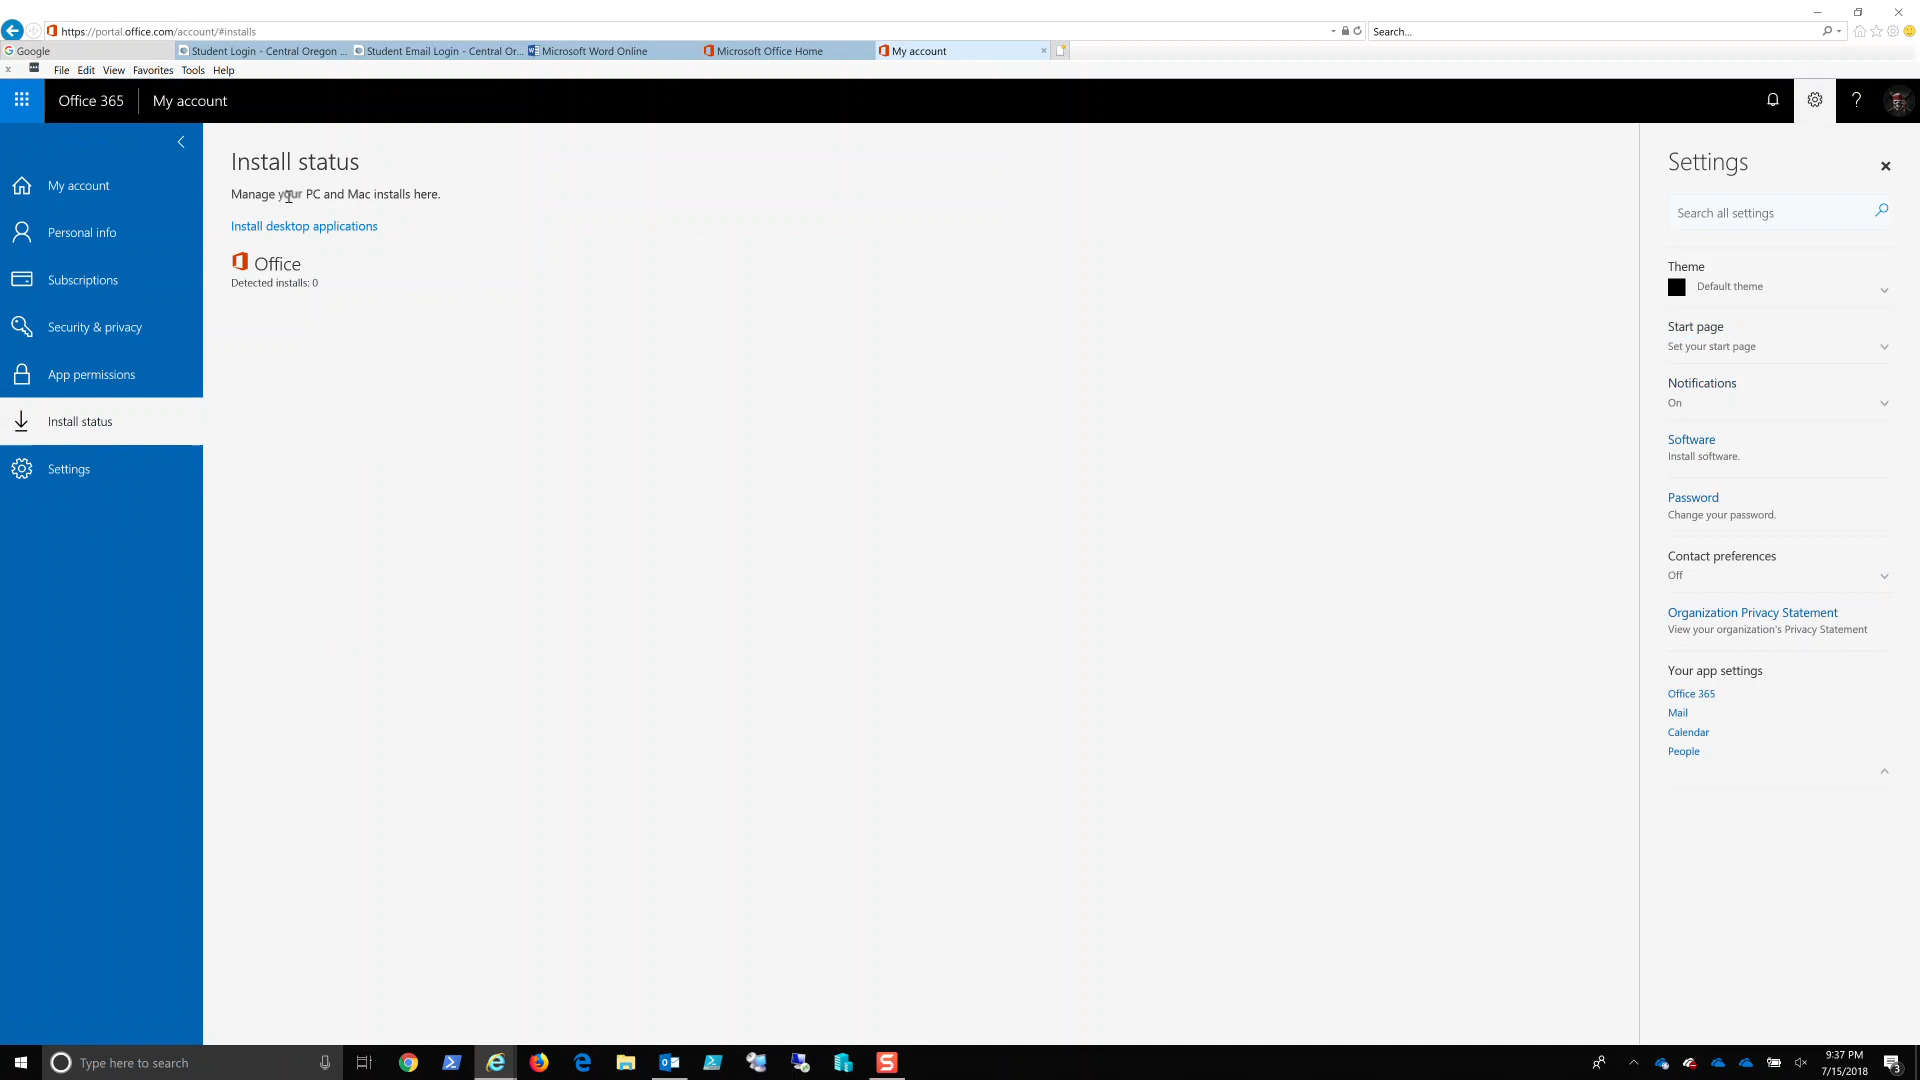 https://portal.office.com/account/#installs
Search...
Google
Student Login - Central Oregon ...
Student Email Login - Central Or...
Microsoft Word Online
Microsoft Office Home
My account
File Edit View Favorites Tools Help
Office 365
My account
?
My account
Personal info
Subscriptions
Security & privacy
App permissions
Install status
Settings
Install status
Manage your PC and Mac installs here.
Install desktop applications
Office
Detected installs: 0
Settings
Search all settings
Theme
Default theme
Start page
Set your start page
Notifications
On
Software
Install software.
Password
Change your password.
Contact preferences
Off
Organization Privacy Statement
View your organization's Privacy Statement
Your app settings
Office 365
Mail
Calendar
People
Type here to search
9:37 PM
7/15/2018
3